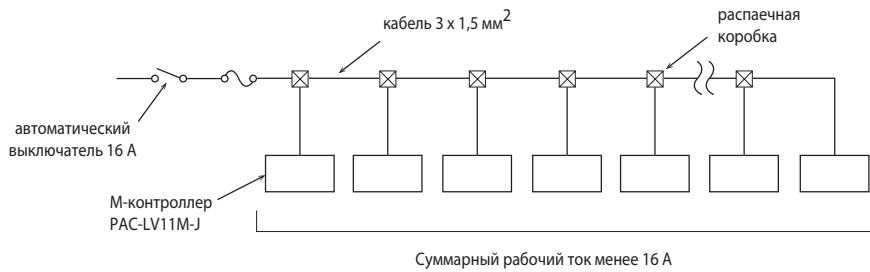 кабель 3 x 1,5 мм²
распаечная
коробка
автоматический
выключатель 16 А
М-контроллер
PAC-LV11M-J
Суммарный рабочий ток менее 16 А